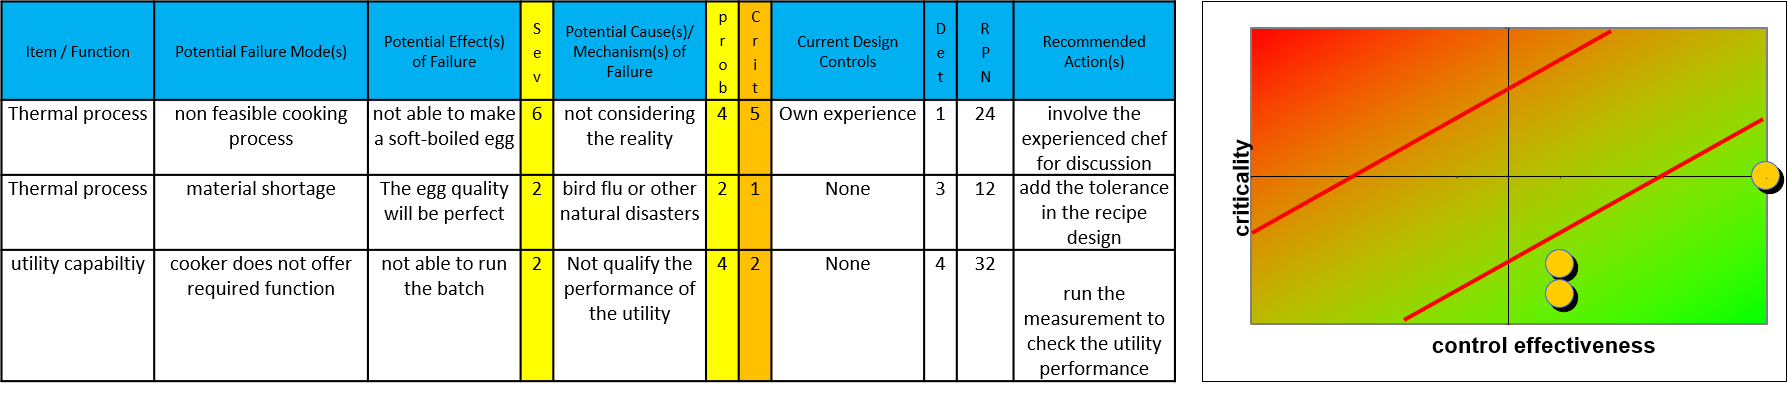 Item / Function
Potential Failure Mode(s)
Potential Effect(s)
of Failure
Sev
Potential Cause(s)/
Mechanism(s) of
Failure
prob
Crit
Current Design
Controls
Det
RPN
Recommended
Action(s)
Thermal process
non feasible cooking
process
not able to make
a soft-boiled egg
6
not considering
the reality
4
5
Own experience
1
24
involve the
experienced chef
for discussion
Thermal process
material shortage
The egg quality
will be perfect
2
bird flu or other
natural disasters
2
1
None
3
12
add the tolerance
in the recipe
design
utility capabiltiy
cooker does not offer
required function
not able to run
the batch
2
Not qualify the
performance of
the utility
4
2
None
4
32
run the
measurement to
check the utility
performance
criticality
control effectiveness